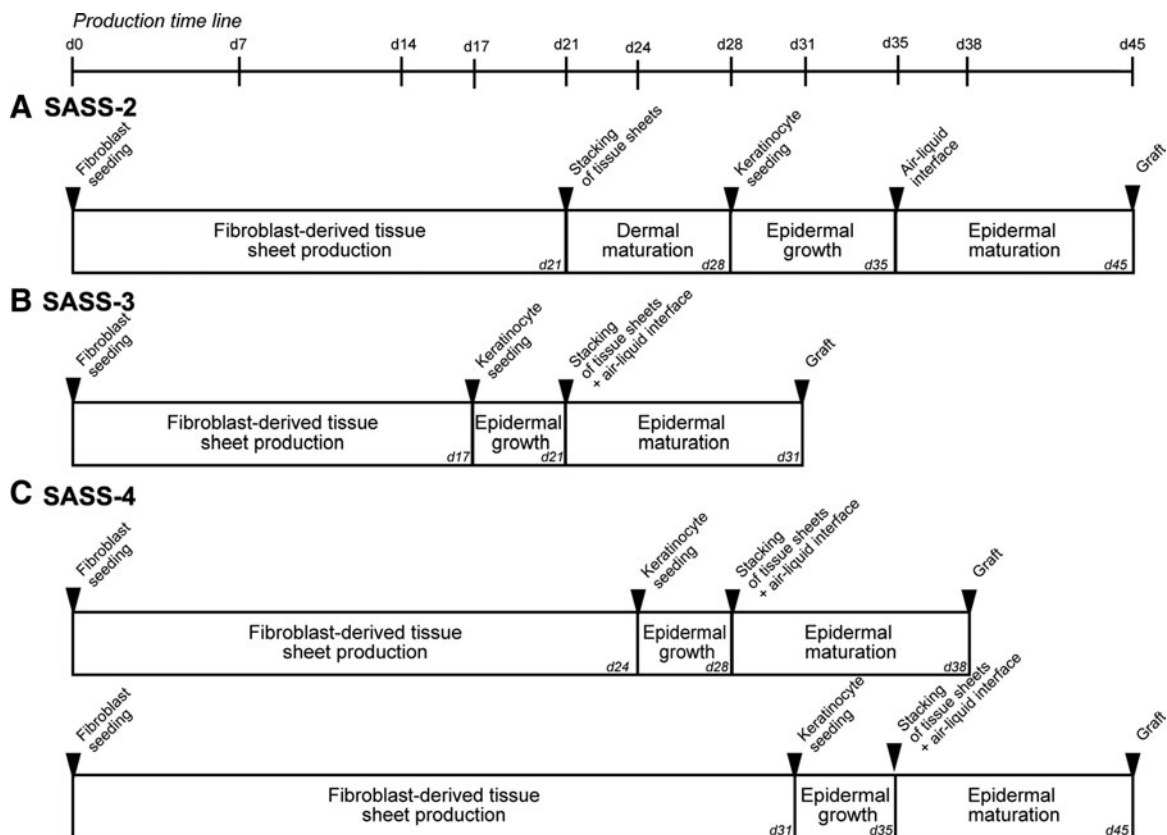 Production time line
d0 d7 d14 d17 d21 d24 d28 d31 d35 d38 d45
A SASS-2
Fibroblast
seeding
Stacking
of tissue sheets
Keratinocyte
seeding
Air-liquid
interface
Graft
Fibroblast-derived tissue
sheet production
d21
Dermal
maturation
d28
Epidermal
growth
d35
Epidermal
maturation
d45
B SASS-3
Fibroblast
seeding
Keratinocyte
seeding
Stacking
of tissue sheets
+ air-liquid interface
Graft
Fibroblast-derived tissue
sheet production
d17
Epidermal
growth
d21
Epidermal
maturation
d31
C SASS-4
Fibroblast
seeding
Keratinocyte
seeding
Stacking
of tissue sheets
+ air-liquid interface
Graft
Fibroblast-derived tissue
sheet production
d24
Epidermal
growth
d28
Epidermal
maturation
d38
Fibroblast
seeding
Keratinocyte
seeding
Stacking
of tissue sheets
+ air-liquid interface
Graft
Fibroblast-derived tissue
sheet production
d31
Epidermal
growth
d35
Epidermal
maturation
d45